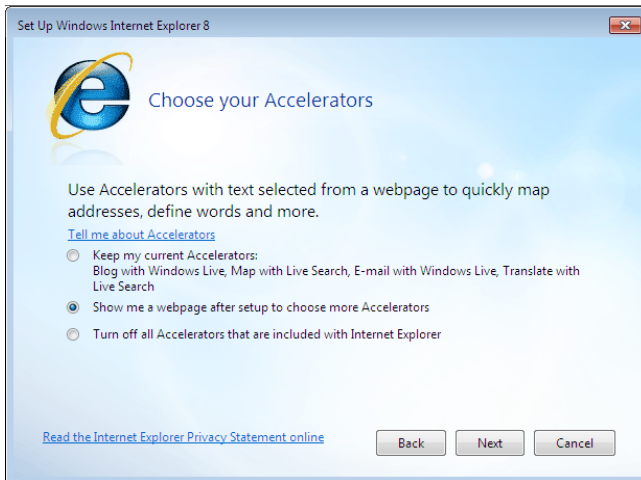 Set Up Windows Internet Explorer 8
Choose your Accelerators
Use Accelerators with text selected from a webpage to quickly map
addresses, define words and more.
Tell me about Accelerators
Keep my current Accelerators:
Blog with Windows Live, Map with Live Search, E-mail with Windows Live, Translate with
Live Search
Show me a webpage after setup to choose more Accelerators
Turn off all Accelerators that are included with Internet Explorer
Read the Internet Explorer Privacy Statement online
Back
Next
Cancel